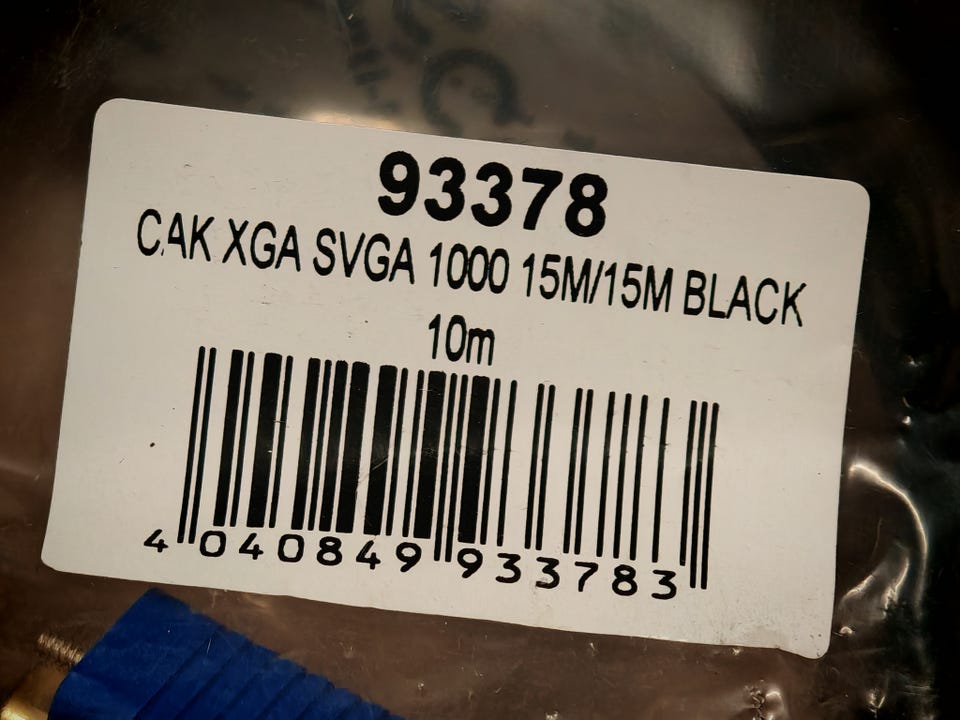 93378
CAK XGA SVGA 1000 15M/15M BLACK
10m
4 040849 933783